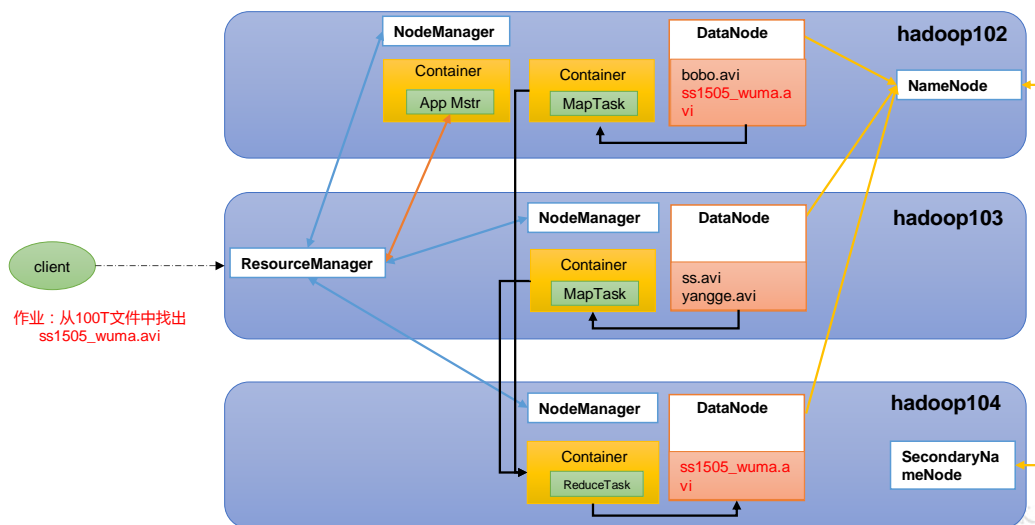 hadoop102
NodeManager
DataNode
Container
App Mstr
Container
MapTask
bobo.avi
ss1505_wuma.a
vi
NameNode
hadoop103
NodeManager
DataNode
client
ResourceManager
Container
MapTask
ss.avi
yangge.avi
作业：从100T文件中找出
ss1505_wuma.avi
hadoop104
NodeManager
DataNode
Container
ReduceTask
ss1505_wuma.a
vi
SecondaryNa
meNode